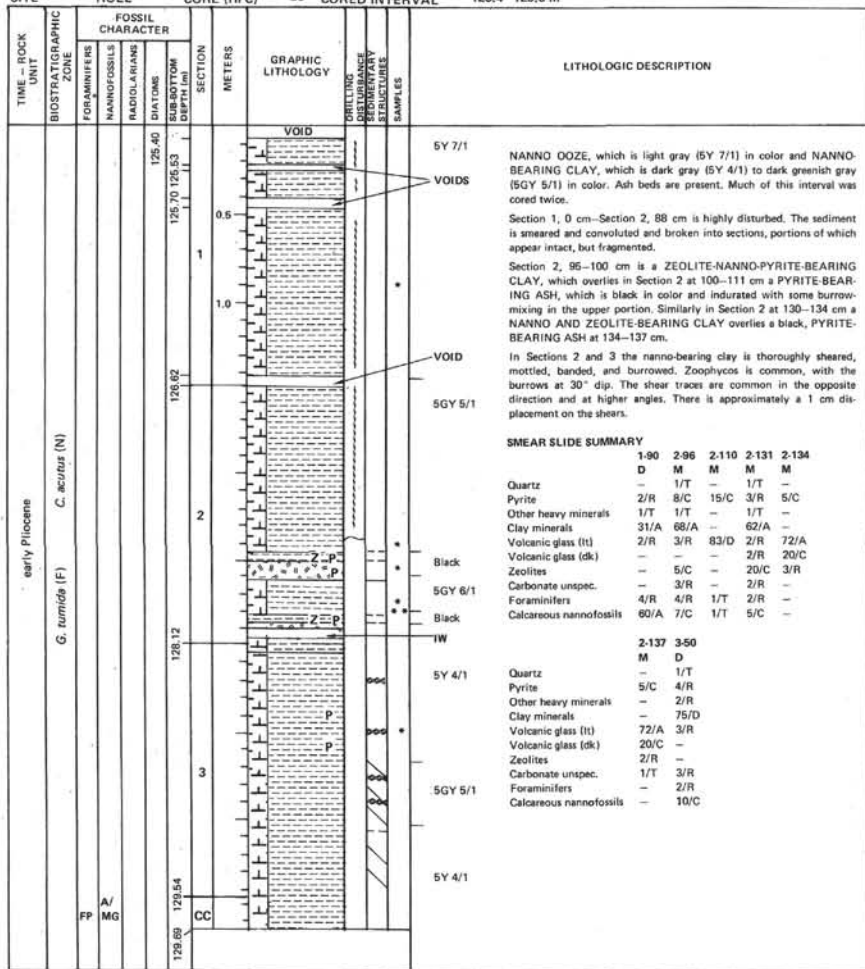 CORED INTERVAL
TIME – ROCK UNIT
BIOSTRATIGRAPHIC ZONE
FOSSIL CHARACTER
FORAMINIFERS
NANNOFOSSILS
RADIOLARIANS
DIATOMS
SUB-BOTTOM DEPTH (m)
SECTION
METERS
GRAPHIC LITHOLOGY
DRILLING DISTURBANCE
SEDIMENTARY STRUCTURES
SAMPLES
LITHOLOGIC DESCRIPTION
early Pliocene
G. tumida (F)
C. acutus (N)
FP
A/ MG
125.40
125.53
125.70
126.62
128.12
129.54
129.69
1
2
3
CC
0.5
1.0
VOID
5Y 7/1
VOIDS
VOID
5GY 5/1
*
*
Z P
Black
P
*
5GY 6/1
*
* *
Z P
Black
IW
5Y 4/1
P
*
P
5GY 5/1
5Y 4/1
NANNO OOZE, which is light gray (5Y 7/1) in color and NANNO-
BEARING CLAY, which is dark gray (5Y 4/1) to dark greenish gray
(5GY 5/1) in color. Ash beds are present. Much of this interval was
cored twice.
Section 1, 0 cm–Section 2, 88 cm is highly disturbed. The sediment
is smeared and convoluted and broken into sections, portions of which
appear intact, but fragmented.
Section 2, 95–100 cm is a ZEOLITE-NANNO-PYRITE-BEARING
CLAY, which overlies in Section 2 at 100–111 cm a PYRITE-BEAR-
ING ASH, which is black in color and indurated with some burrow-
mixing in the upper portion. Similarly in Section 2 at 130–134 cm a
NANNO AND ZEOLITE-BEARING CLAY overlies a black, PYRITE-
BEARING ASH at 134–137 cm.
In Sections 2 and 3 the nanno-bearing clay is thoroughly sheared,
mottled, banded, and burrowed. Zoophycos is common, with the
burrows at 30° dip. The shear traces are common in the opposite
direction and at higher angles. There is approximately a 1 cm dis-
placement on the shears.
SMEAR SLIDE SUMMARY
1-90 2-96 2-110 2-131 2-134
D M M M M
Quartz – 1/T – 1/T –
Pyrite 2/R 8/C 15/C 3/R 5/C
Other heavy minerals 1/T 1/T – 1/T –
Clay minerals 31/A 68/A – 62/A –
Volcanic glass (lt) 2/R 3/R 83/D 2/R 72/A
Volcanic glass (dk) – – – 2/R 20/C
Zeolites – 5/C – 20/C 3/R
Carbonate unspec. – 3/R – 2/R –
Foraminifers 4/R 4/R 1/T 2/R –
Calcareous nannofossils 60/A 7/C 1/T 5/C –
2-137 3-50
M D
Quartz – 1/T
Pyrite 5/C 4/R
Other heavy minerals – 2/R
Clay minerals – 75/D
Volcanic glass (lt) 72/A 3/R
Volcanic glass (dk) 20/C –
Zeolites 2/R –
Carbonate unspec. 1/T 3/R
Foraminifers – 2/R
Calcareous nannofossils – 10/C